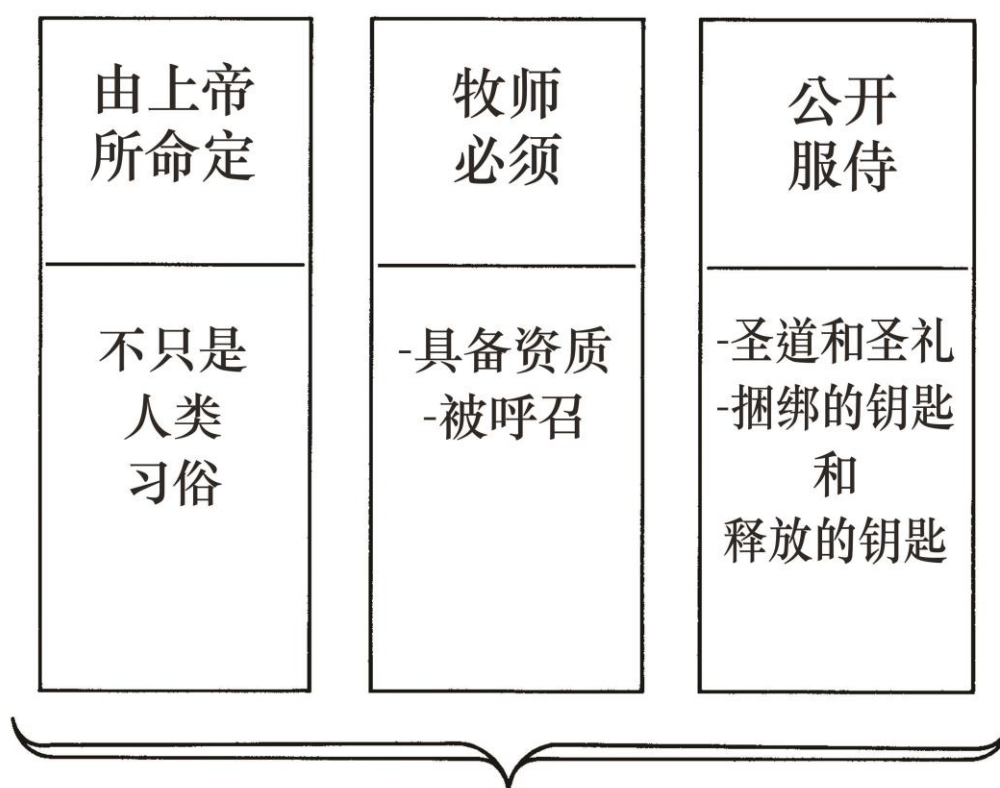 由上帝
所命定
不只是
人类
习俗
牧师
必须
-具备资质
-被呼召
公开
服侍
-圣道和圣礼
-捆绑的钥匙
和
释放的钥匙